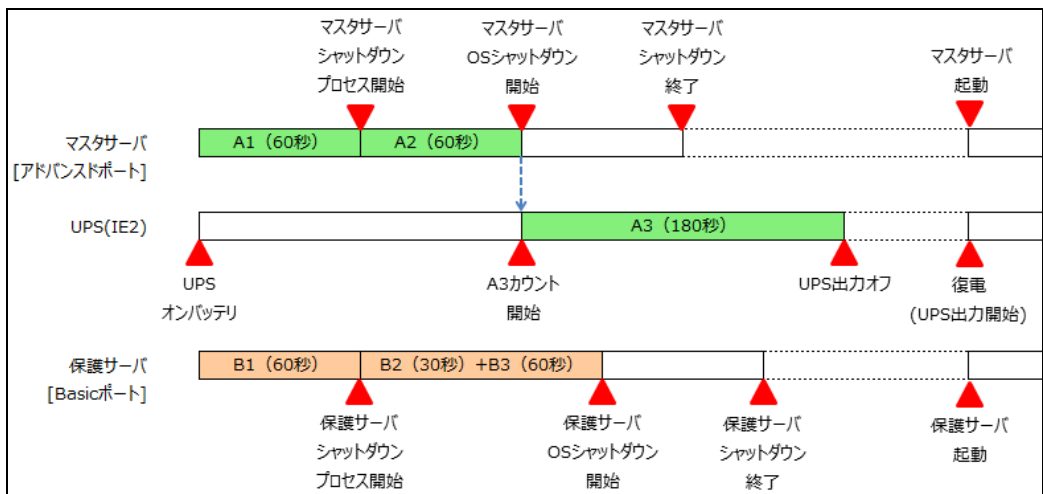 マスタサーバ
シャットダウン
プロセス開始
マスタサーバ
OSシャットダウン
開始
マスタサーバ
シャットダウン
終了
マスタサーバ
起動
マスタサーバ
[アドバンスドポート]
A1（60秒）
A2（60秒）
UPS(IE2)
A3（180秒）
UPS
オンバッテリ
A3カウント
開始
UPS出力オフ
復電
(UPS出力開始)
保護サーバ
[Basicポート]
B1（60秒）
B2（30秒）+B3（60秒）
保護サーバ
シャットダウン
プロセス開始
保護サーバ
OSシャットダウン
開始
保護サーバ
シャットダウン
終了
保護サーバ
起動